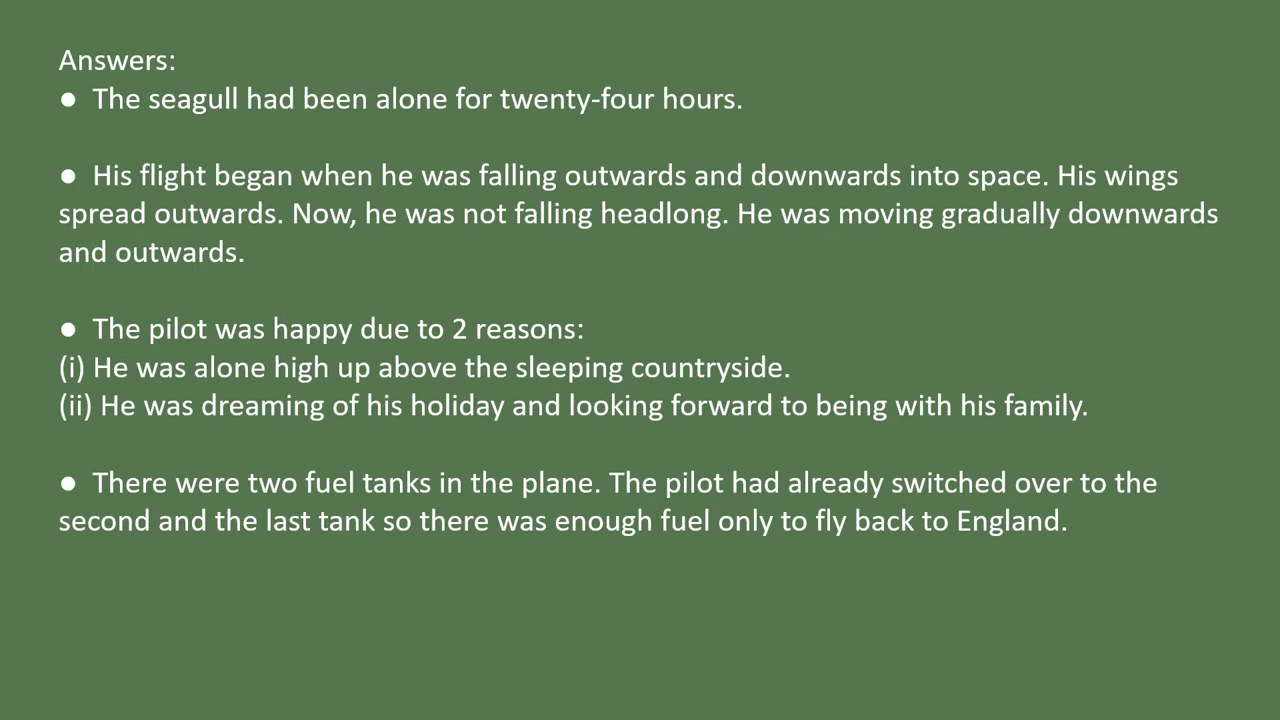 Answers:
● The seagull had been alone for twenty-four hours.
● His flight began when he was falling outwards and downwards into space. His wings
spread outwards. Now, he was not falling headlong. He was moving gradually downwards
and outwards.
● The pilot was happy due to 2 reasons:
(i) He was alone high up above the sleeping countryside.
(ii) He was dreaming of his holiday and looking forward to being with his family.
● There were two fuel tanks in the plane. The pilot had already switched over to the
second and the last tank so there was enough fuel only to fly back to England.